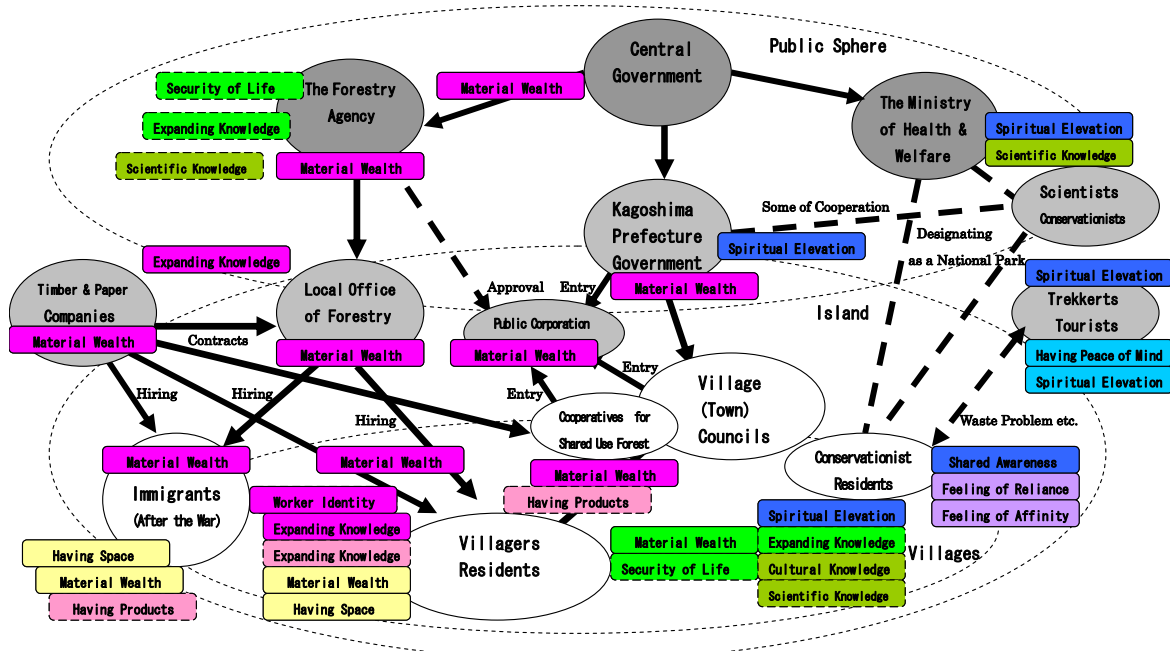 Public Sphere
Central
Government
Material Wealth
Security of Life
The Forestry
Agency
Expanding Knowledge
Scientific Knowledge
Material Wealth
The Ministry
of Health &
Welfare
Spiritual Elevation
Scientific Knowledge
Scientists
Conservationists
Some of Cooperation
Kagoshima
Prefecture
Government
Spiritual Elevation
Material Wealth
Designating
as a National Park
Expanding Knowledge
Timber & Paper
Companies
Material Wealth
Contracts
Local Office
of Forestry
Material Wealth
Approval
Entry
Public Corporation
Material Wealth
Island
Spiritual Elevation
Trekkerts
Tourists
Having Peace of Mind
Spiritual Elevation
Hiring
Hiring
Hiring
Entry
Entry
Village
(Town)
Councils
Cooperatives for
Shared Use Forest
Material Wealth
Having Products
Waste Problem etc.
Conservationist
Residents
Shared Awareness
Feeling of Reliance
Feeling of Affinity
Material Wealth
Immigrants
(After the War)
Material Wealth
Worker Identity
Expanding Knowledge
Expanding Knowledge
Material Wealth
Having Space
Having Space
Material Wealth
Having Products
Villagers
Residents
Material Wealth
Security of Life
Spiritual Elevation
Expanding Knowledge
Cultural Knowledge
Scientific Knowledge
Villages